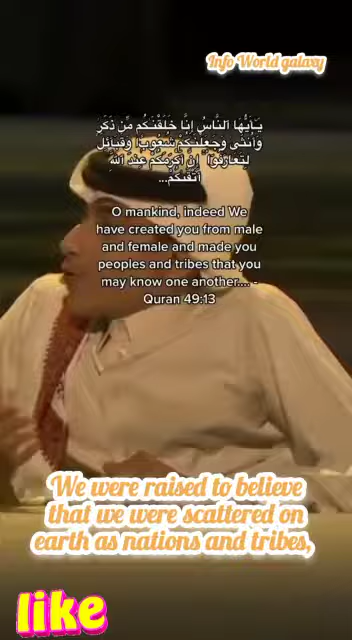 Info World galaxy
يَـٰٓأَيُّهَا ٱلنَّاسُ إِنَّا خَلَقْنَـٰكُم مِّن ذَكَرٍ
وَأُنثَىٰ وَجَعَلْنَـٰكُمْ شُعُوبًا وَقَبَآئِلَ
لِتَعَارَفُوٓا۟ ۚ إِنَّ أَكْرَمَكُمْ عِندَ ٱللَّهِ
أَتْقَىٰكُمْ...
O mankind, indeed We
have created you from male
and female and made you
peoples and tribes that you
may know one another.... -
Quran 49:13
We were raised to believe
that we were scattered on
earth as nations and tribes,
like